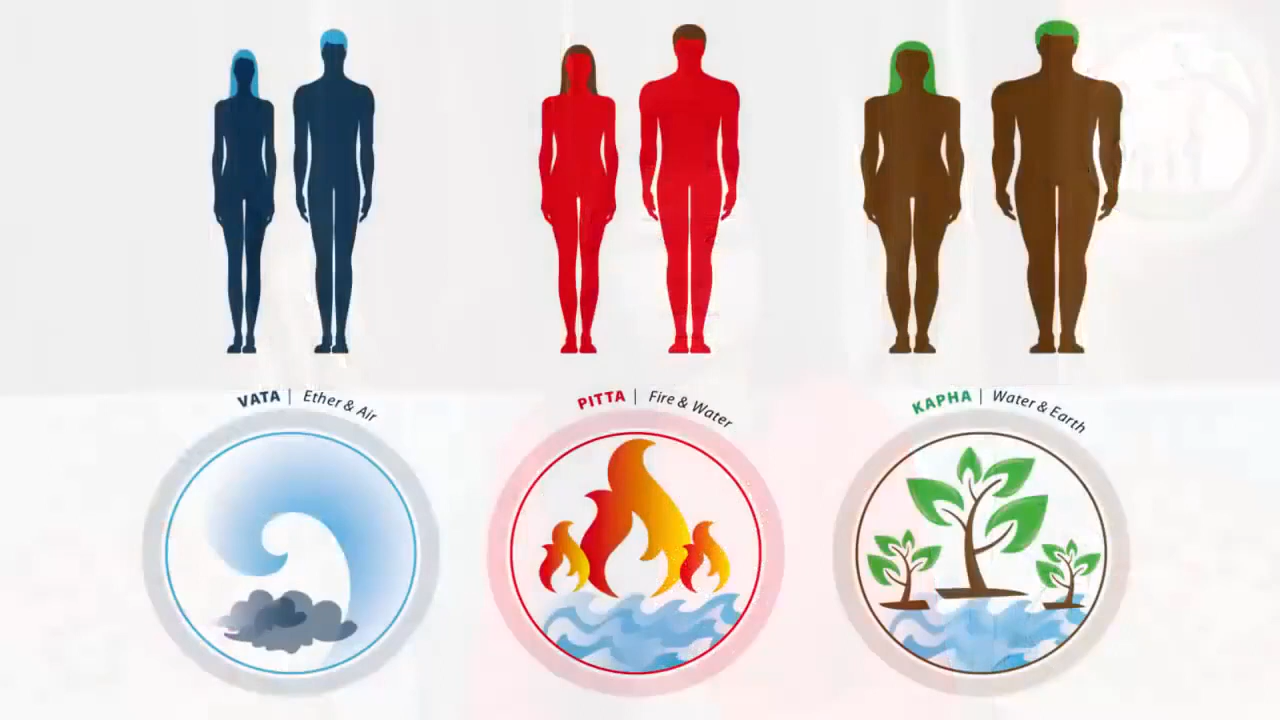 VATA | Ether & Air
PITTA | Fire & Water
KAPHA | Water & Earth